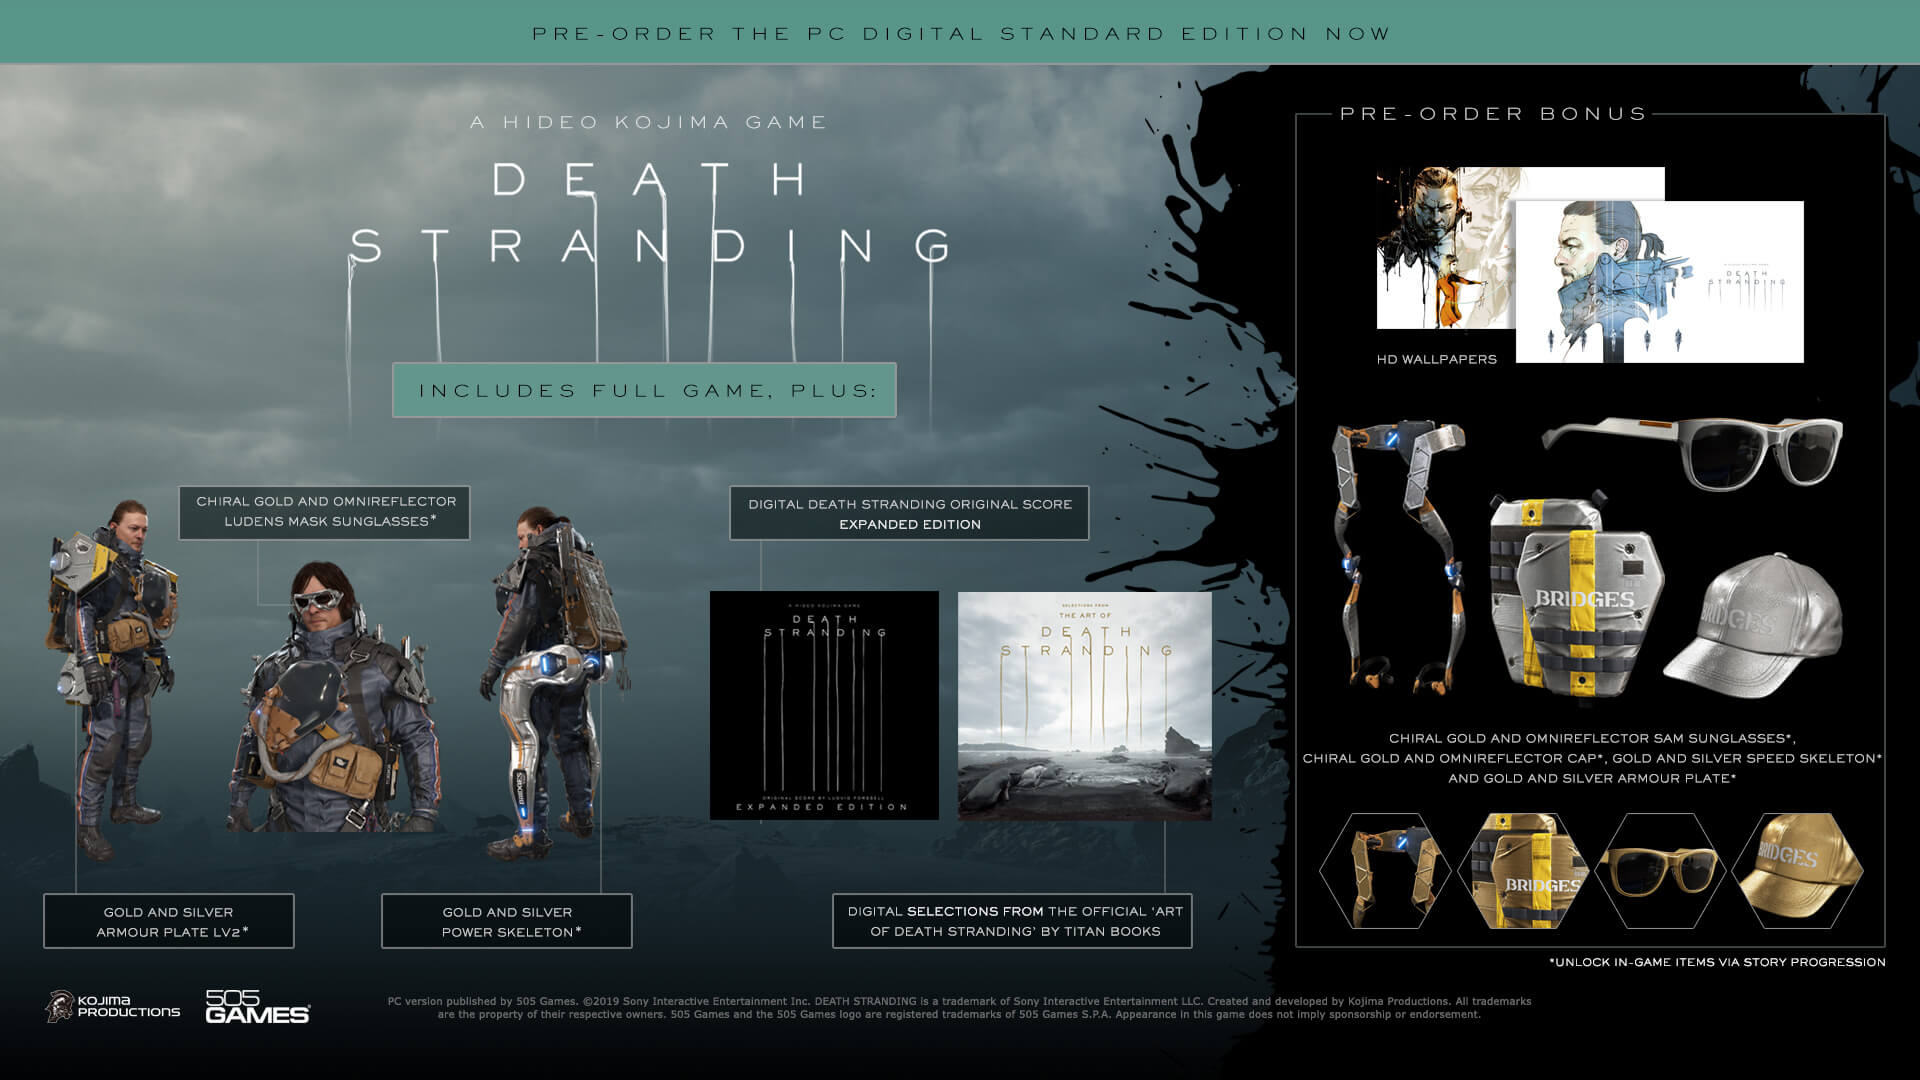 PRE-ORDER THE PC DIGITAL STANDARD EDITION NOW
A HIDEO KOJIMA GAME
DEATH
STRANDING
INCLUDES FULL GAME, PLUS:
CHIRAL GOLD AND OMNIREFLECTOR
LUDENS MASK SUNGLASSES*
DIGITAL DEATH STRANDING ORIGINAL SCORE
EXPANDED EDITION
BRIDGES
A HIDEO KOJIMA GAME
DEATH
STRANDING
ORIGINAL SCORE BY LUDVIG FORSSELL
EXPANDED EDITION
SELECTIONS FROM
THE ART OF
DEATH
STRANDING
GOLD AND SILVER
ARMOUR PLATE LV2*
GOLD AND SILVER
POWER SKELETON*
DIGITAL SELECTIONS FROM THE OFFICIAL 'ART
OF DEATH STRANDING' BY TITAN BOOKS
PRE-ORDER BONUS
A HIDEO KOJIMA GAME
DEATH
STRANDING
HD WALLPAPERS
BRIDGES
BRIDGES
CHIRAL GOLD AND OMNIREFLECTOR SAM SUNGLASSES*,
CHIRAL GOLD AND OMNIREFLECTOR CAP*, GOLD AND SILVER SPEED SKELETON*
AND GOLD AND SILVER ARMOUR PLATE*
BRIDGES
BRIDGES
*UNLOCK IN-GAME ITEMS VIA STORY PROGRESSION
KOJIMA
PRODUCTIONS
505
GAMES
PC version published by 505 Games. ©2019 Sony Interactive Entertainment Inc. DEATH STRANDING is a trademark of Sony Interactive Entertainment LLC. Created and developed by Kojima Productions. All trademarks
are the property of their respective owners. 505 Games and the 505 Games logo are registered trademarks of 505 Games S.P.A. Appearance in this game does not imply sponsorship or endorsement.